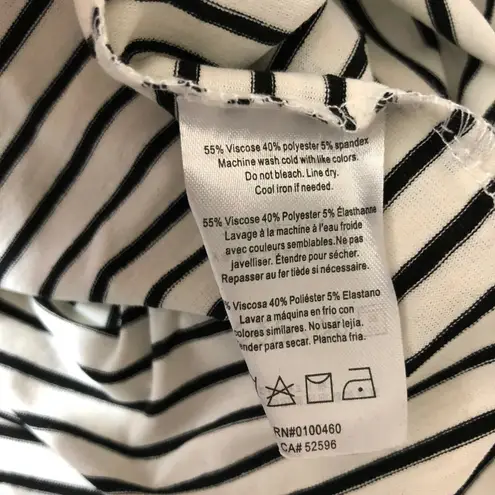 55% Viscose 40% polyester 5% spandex
Machine wash cold with like colors.
Do not bleach. Line dry.
Cool iron if needed.
55% Viscose 40% Polyester 5% Élasthanne
Lavage à la machine à l'eau froide
avec couleurs semblables.Ne pas
javelliser. Étendre pour sécher.
Repasser au fer tiède si nécessaire.
% Viscosa 40% Poliéster 5% Elastano
Lavar a máquina en frio con
colores similares. No usar lejia.
ender para secar. Plancha fria.
RN#0100460
CA# 52596